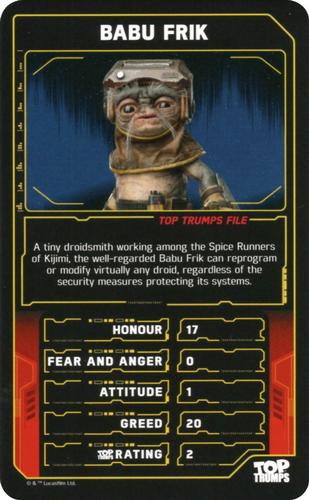 BABU FRIK
TOP TRUMPS FILE
A tiny droidsmith working among the Spice Runners
of Kijimi, the well-regarded Babu Frik can reprogram
or modify virtually any droid, regardless of the
security measures protecting its systems.
HONOUR 17
FEAR AND ANGER 0
ATTITUDE 1
GREED 20
TOP TRUMPS RATING 2
© & ™ Lucasfilm Ltd.
TOP
TRUMPS